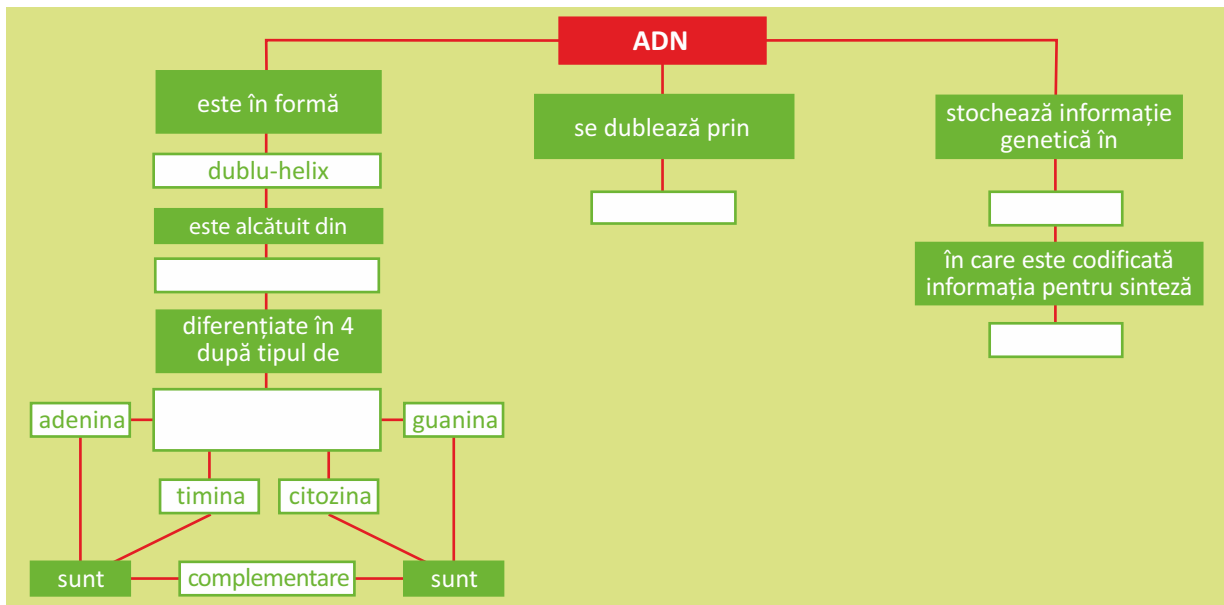 ADN
este în formă
dublu-helix
este alcătuit din
diferențiate în 4
după tipul de
adenina
guanina
timina
citozina
sunt
complementare
sunt
se dublează prin
stochează informație
genetică în
în care este codificată
informația pentru sinteză